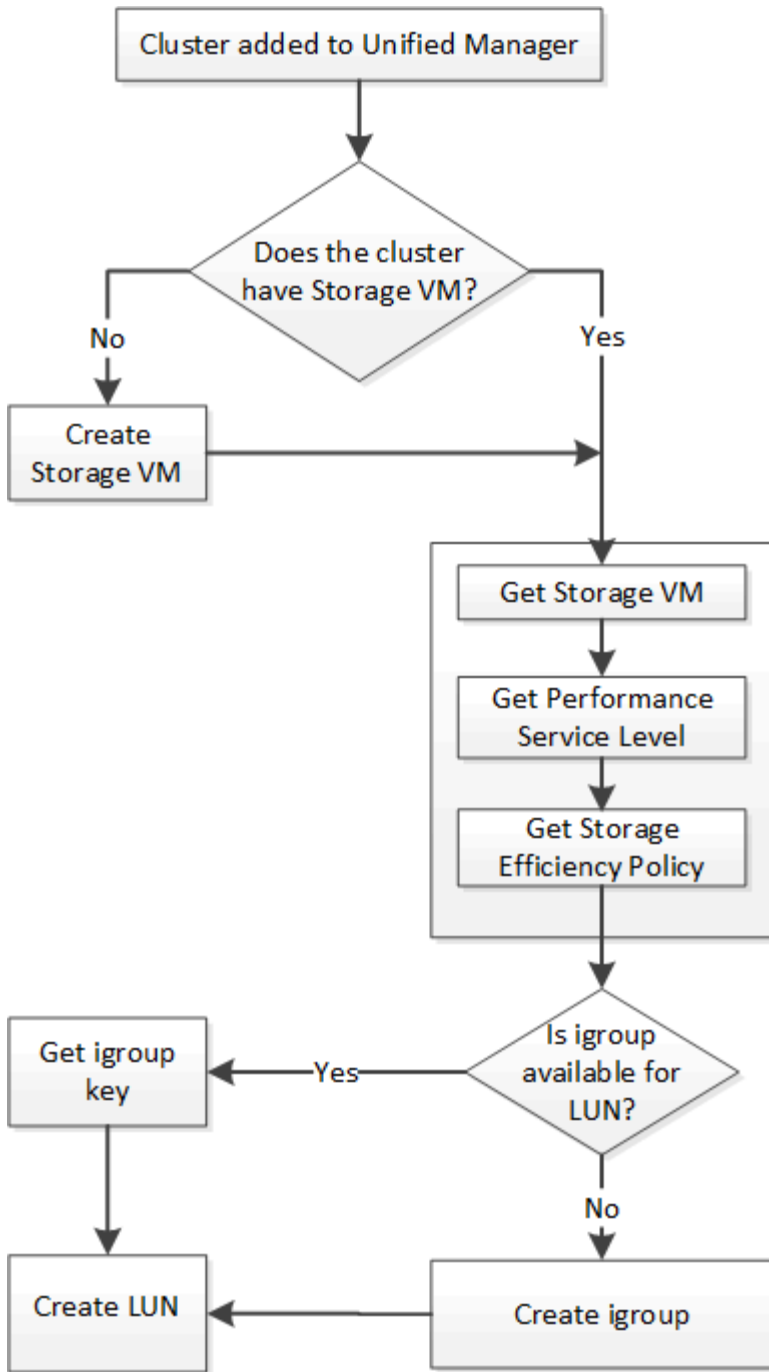 Cluster added to Unified Manager
Does the cluster
have Storage VM?
No
Yes
Create
Storage VM
Get Storage VM
Get Performance
Service Level
Get Storage
Efficiency Policy
Is igroup
available for
LUN?
Yes
Get igroup
key
No
Create LUN
Create igroup